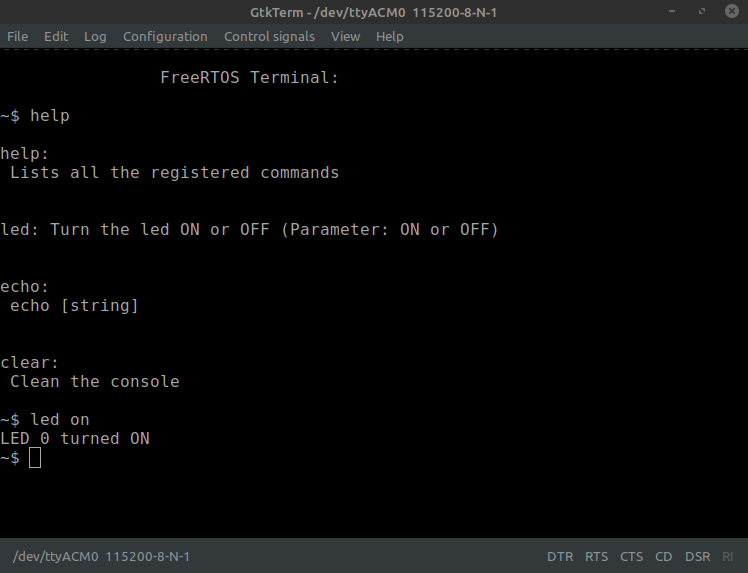 GtkTerm - /dev/ttyACM0 115200-8-N-1
File Edit Log Configuration Control signals View Help
FreeRTOS Terminal:
~$ help
help:
Lists all the registered commands
led: Turn the led ON or OFF (Parameter: ON or OFF)
echo:
echo [string]
clear:
Clean the console
~$ led on
LED 0 turned ON
~$
/dev/ttyACM0 115200-8-N-1 DTR RTS CTS CD DSR RI